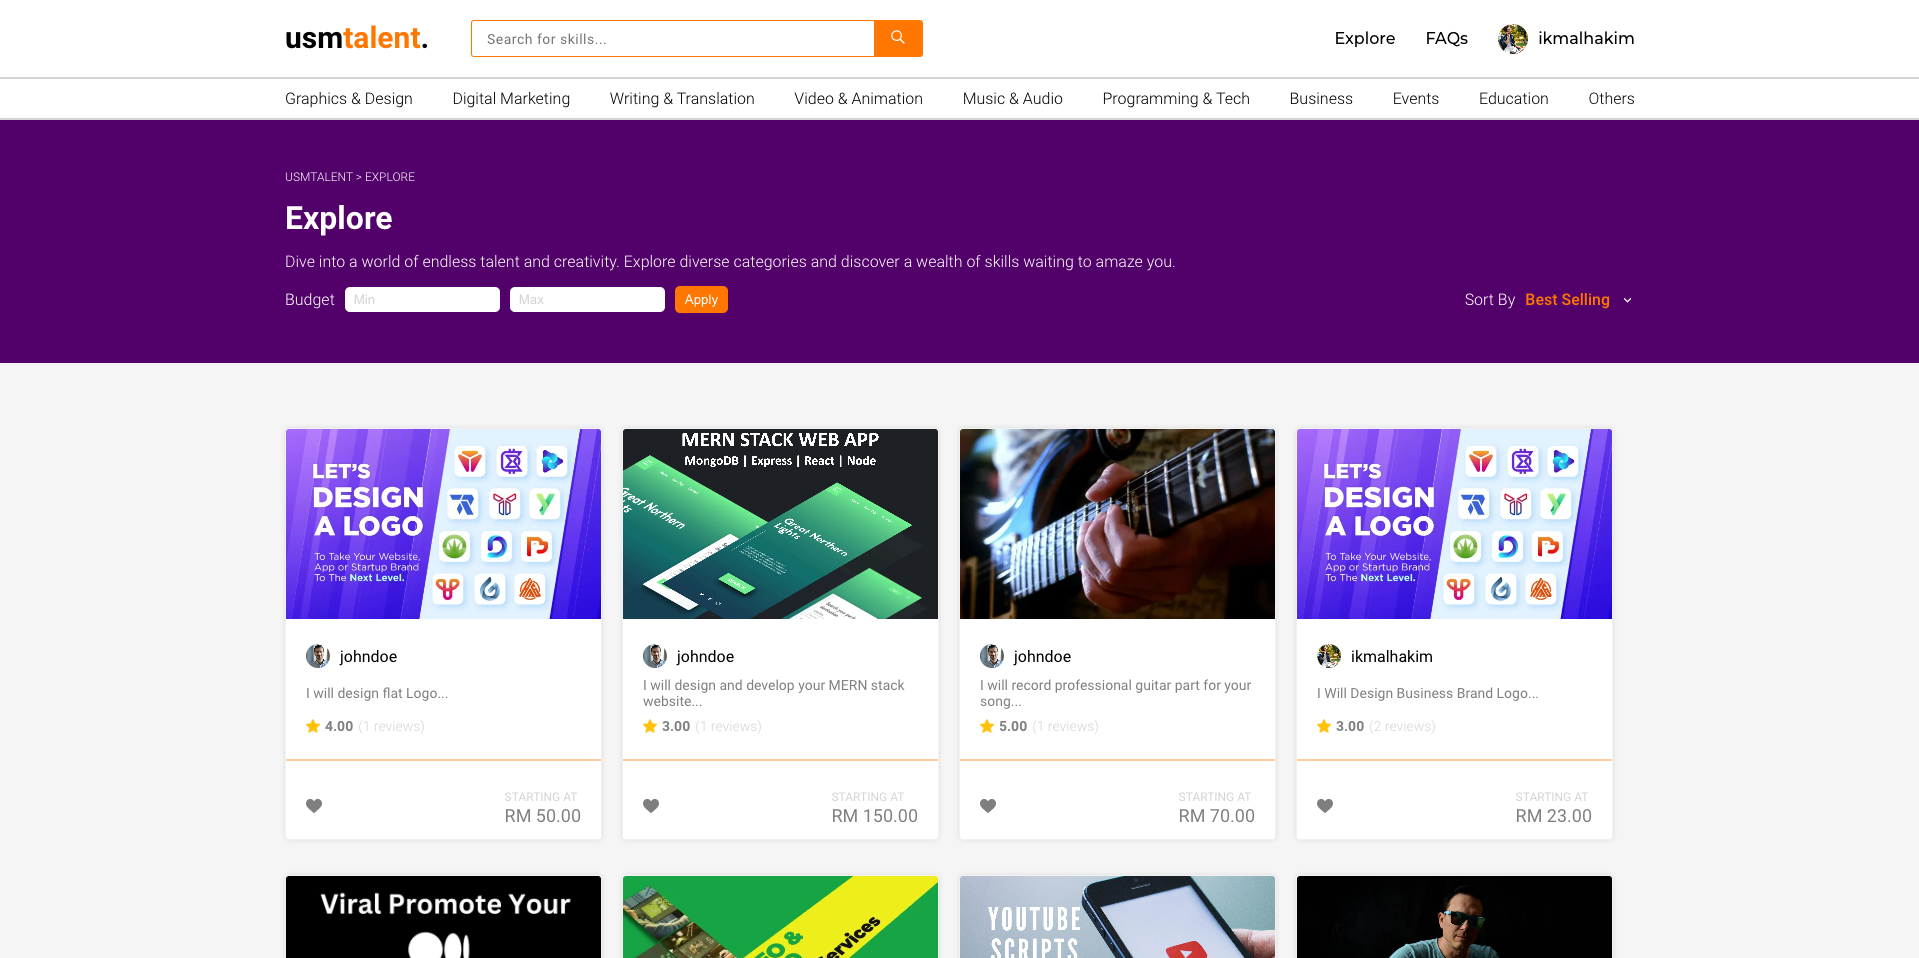 usmtalent.
Search for skills...
Explore
FAQs
ikmalhakim
Graphics & Design
Digital Marketing
Writing & Translation
Video & Animation
Music & Audio
Programming & Tech
Business
Events
Education
Others
USMTALENT > EXPLORE
Explore
Dive into a world of endless talent and creativity. Explore diverse categories and discover a wealth of skills waiting to amaze you.
Budget
Min
Max
Apply
Sort By
Best Selling
LET'S
DESIGN
A LOGO
To Take Your Website,
App or Startup Brand
To The Next Level.
johndoe
I will design flat Logo...
4.00 (1 reviews)
STARTING AT
RM 50.00
MERN STACK WEB APP
MongoDB | Express | React | Node
Great Northern
Great Northern
Lights
johndoe
I will design and develop your MERN stack
website...
3.00 (1 reviews)
STARTING AT
RM 150.00
johndoe
I will record professional guitar part for your
song...
5.00 (1 reviews)
STARTING AT
RM 70.00
LET'S
DESIGN
A LOGO
To Take Your Website,
App or Startup Brand
To The Next Level.
ikmalhakim
I Will Design Business Brand Logo...
3.00 (2 reviews)
STARTING AT
RM 23.00
Viral Promote Your
YOUTUBE
SCRIPTS